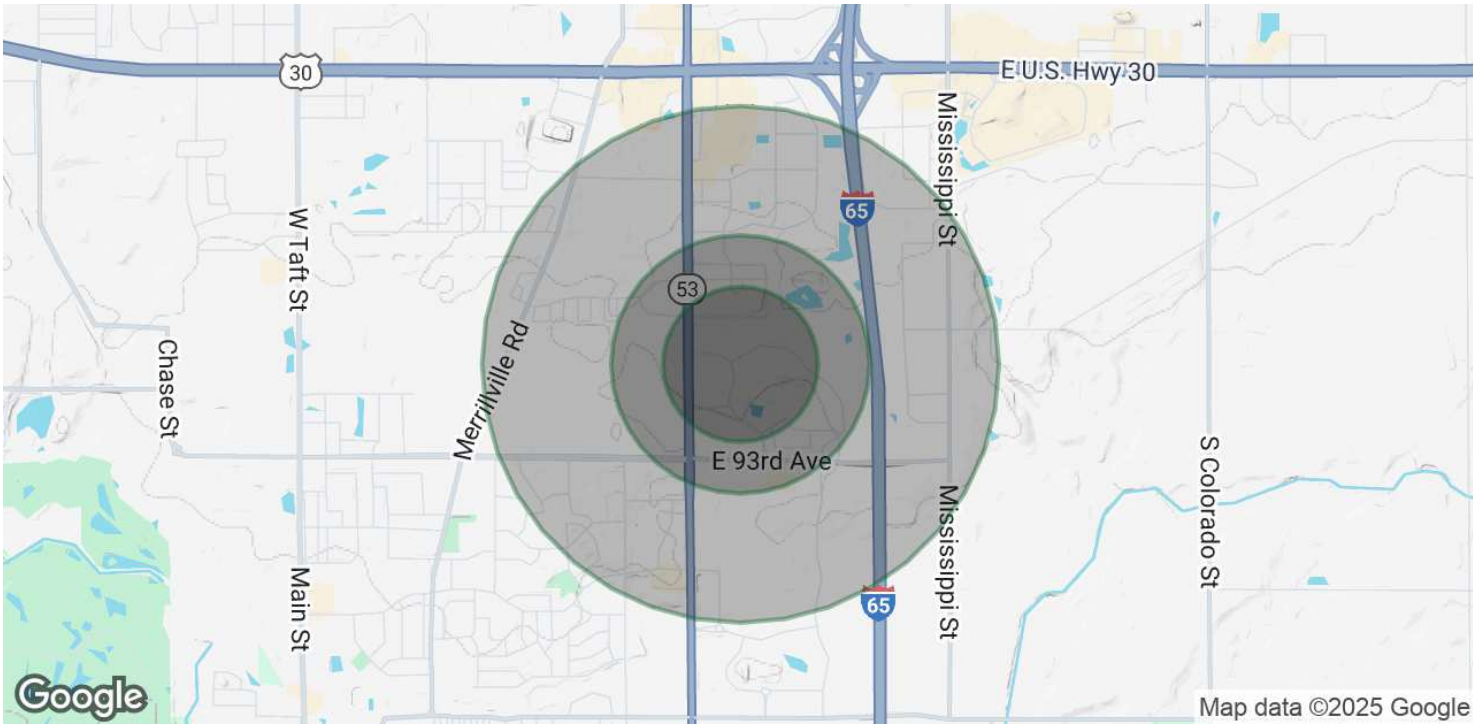 30
E U.S. Hwy 30
Mississippi St
65
W Taft St
53
Merrillville Rd
Chase St
E 93rd Ave
S Colorado St
Mississippi St
Main St
65
Google
Map data ©2025 Google